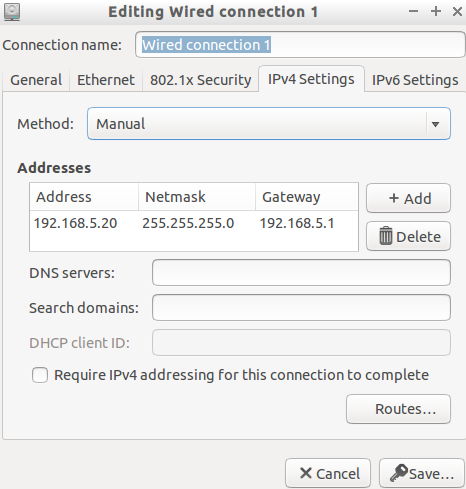 Editing Wired connection 1
Connection name: Wired connection 1
General Ethernet 802.1x Security IPv4 Settings IPv6 Settings
Method: Manual
Addresses
Address Netmask Gateway
192.168.5.20 255.255.255.0 192.168.5.1
Add
Delete
DNS servers:
Search domains:
DHCP client ID:
Require IPv4 addressing for this connection to complete
Routes...
Cancel Save...